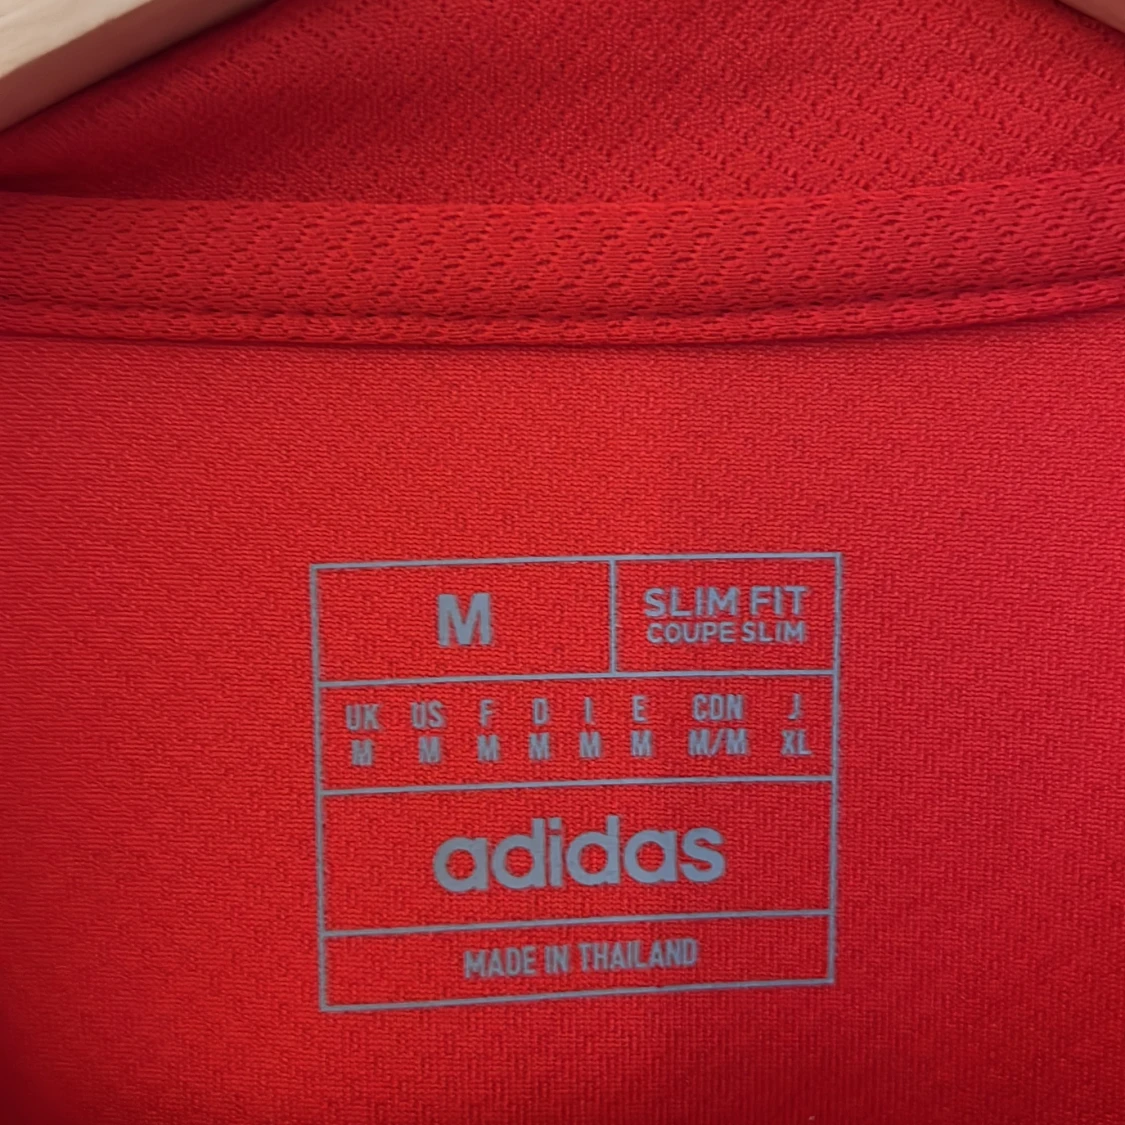 M
SLIM FIT
COUPE SLIM
UK US F D I E CDN J
M M M M M M M/M XL
adidas
MADE IN THAILAND